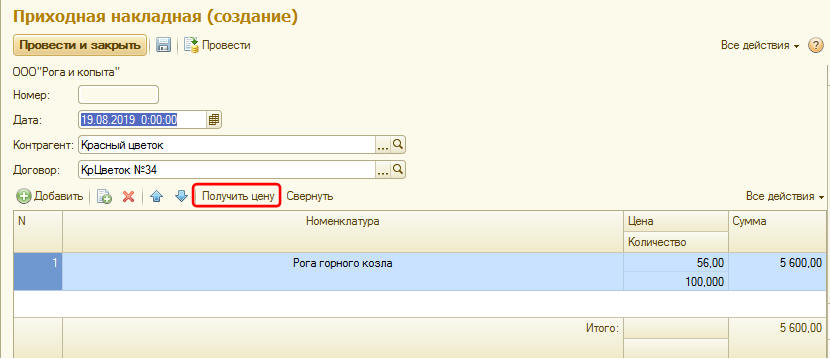 Приходная накладная (создание)
Провести и закрыть Провести Все действия ?
ООО"Рога и копыта"
Номер:
Дата: 19.08.2019 0:00:00
Контрагент: Красный цветок ...
Договор: КрЦветок №34 ...
Добавить Получить цену Свернуть Все действия
N Номенклатура Цена Сумма
Количество
1 Рога горного козла 56,00 5 600,00
100,000
Итого: 5 600,00